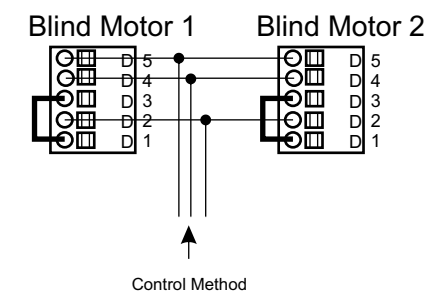 Blind Motor 1 Blind Motor 2
D 5 D 5
D 4 D 4
D 3 D 3
D 2 D 2
D 1 D 1
Control Method